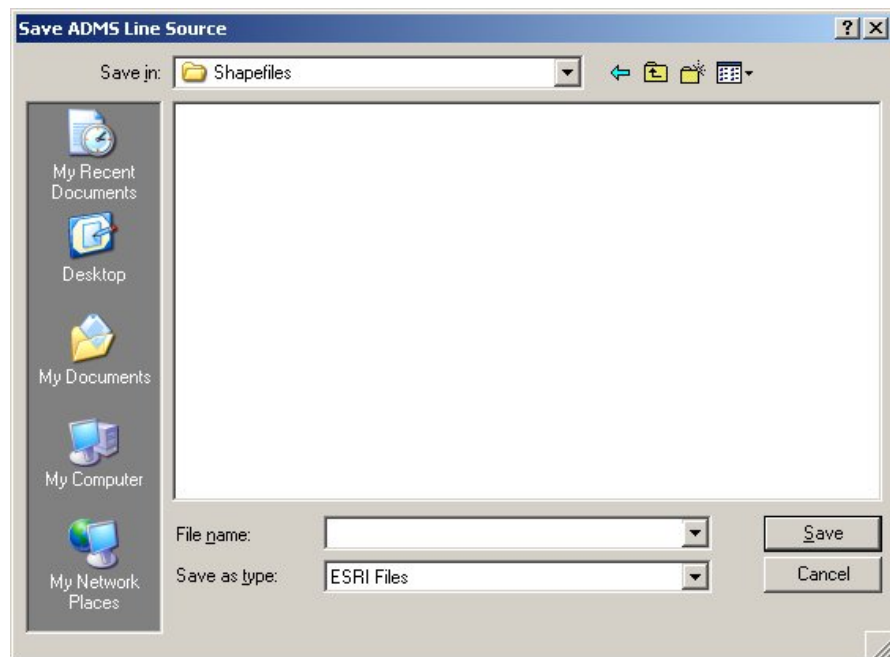 Save ADMS Line Source
Save in:
Shapefiles
My Recent
Documents
Desktop
My Documents
My Computer
My Network
Places
File name:
Save
Save as type:
ESRI Files
Cancel